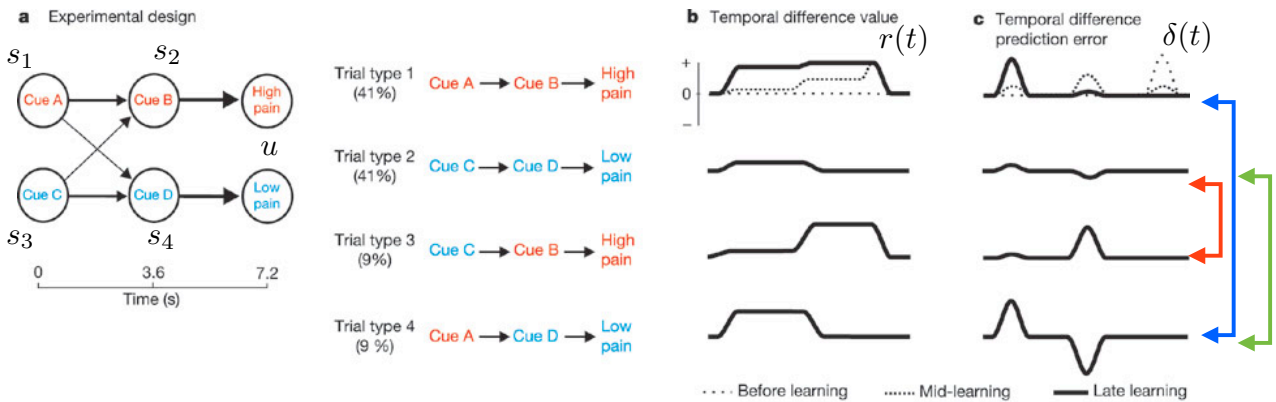 a Experimental design
s₁
s₂
Cue A
Cue B
High
pain
u
Cue C
Cue D
Low
pain
s₃
s₄
0
3.6
7.2
Time (s)
Trial type 1
(41%)
Cue A
Cue B
High
pain
Trial type 2
(41%)
Cue C
Cue D
Low
pain
Trial type 3
(9%)
Cue C
Cue B
High
pain
Trial type 4
(9 %)
Cue A
Cue D
Low
pain
b Temporal difference value
r(t)
+
0
−
c Temporal difference
prediction error
δ(t)
Before learning
Mid-learning
Late learning